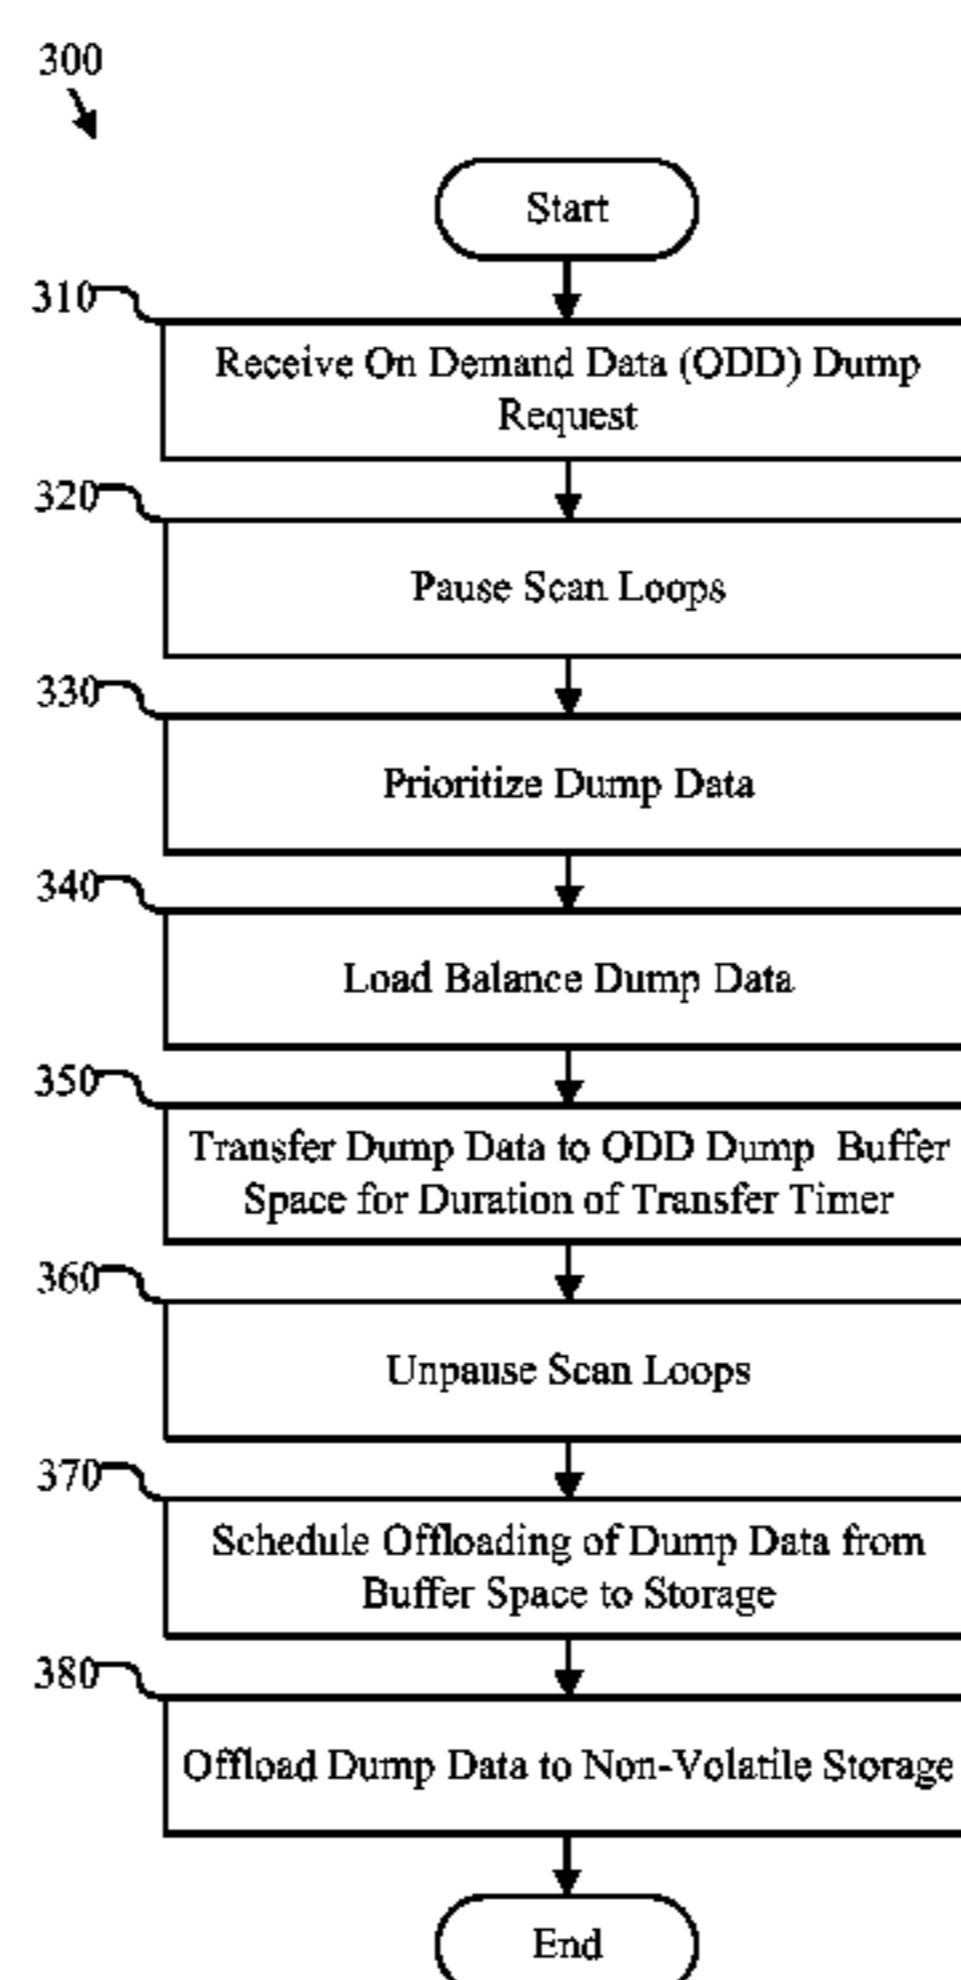 300
Start
310
Receive On Demand Data (ODD) Dump
Request
320
Pause Scan Loops
330
Prioritize Dump Data
340
Load Balance Dump Data
350
Transfer Dump Data to ODD Dump Buffer
Space for Duration of Transfer Timer
360
Unpause Scan Loops
370
Schedule Offloading of Dump Data from
Buffer Space to Storage
380
Offload Dump Data to Non-Volatile Storage
End